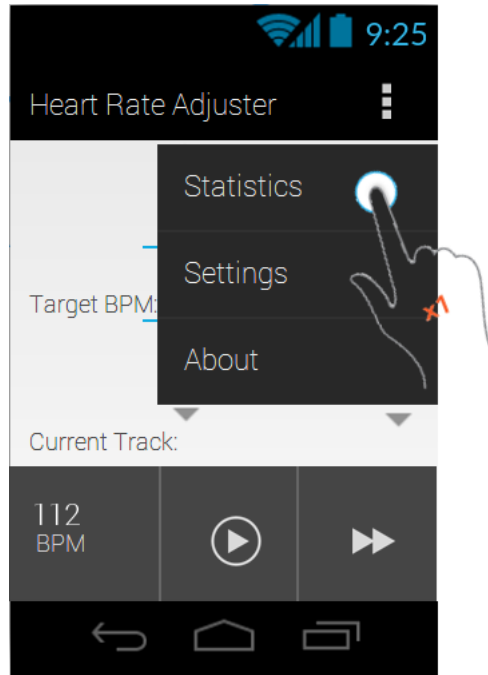 9:25
Heart Rate Adjuster
Statistics
Settings
x1
Target BPM:
About
Current Track:
112
BPM